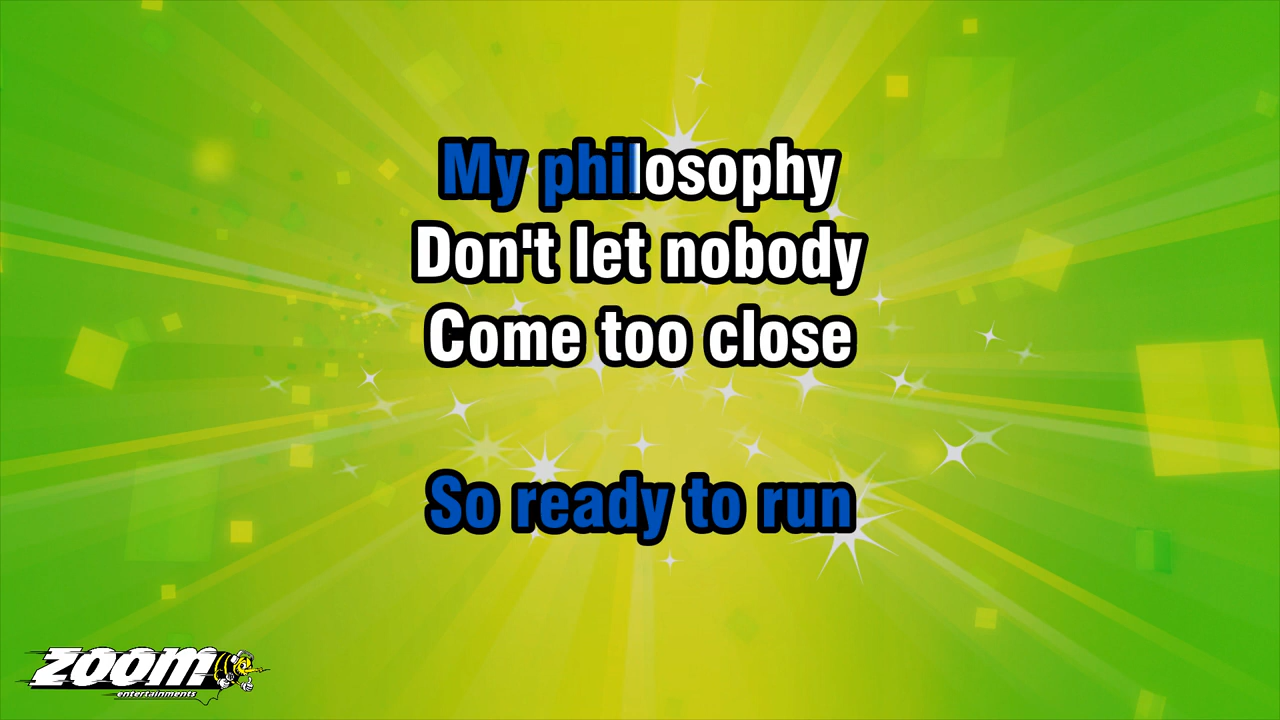 My philosophy
Don't let nobody
Come too close
So ready to run
zoom
entertainments